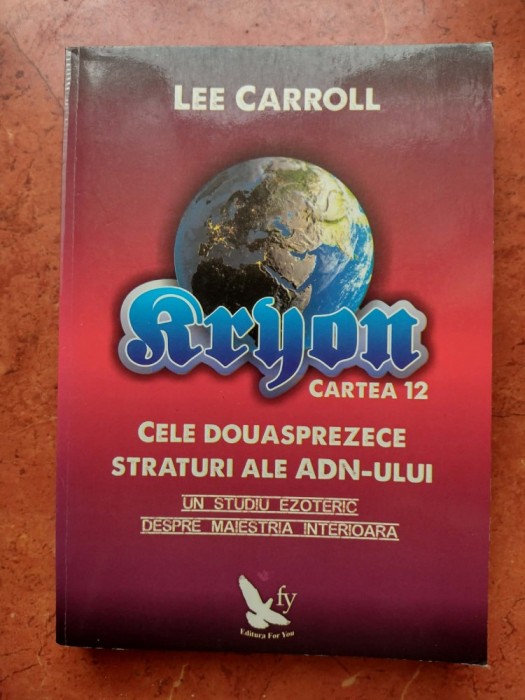 LEE CARROLL
Kryon
CARTEA 12
CELE DOUASPREZECE
STRATURI ALE ADN-ULUI
UN STUDIU EZOTERIC
DESPRE MAIESTRIA INTERIOARA
fy
Editura For You